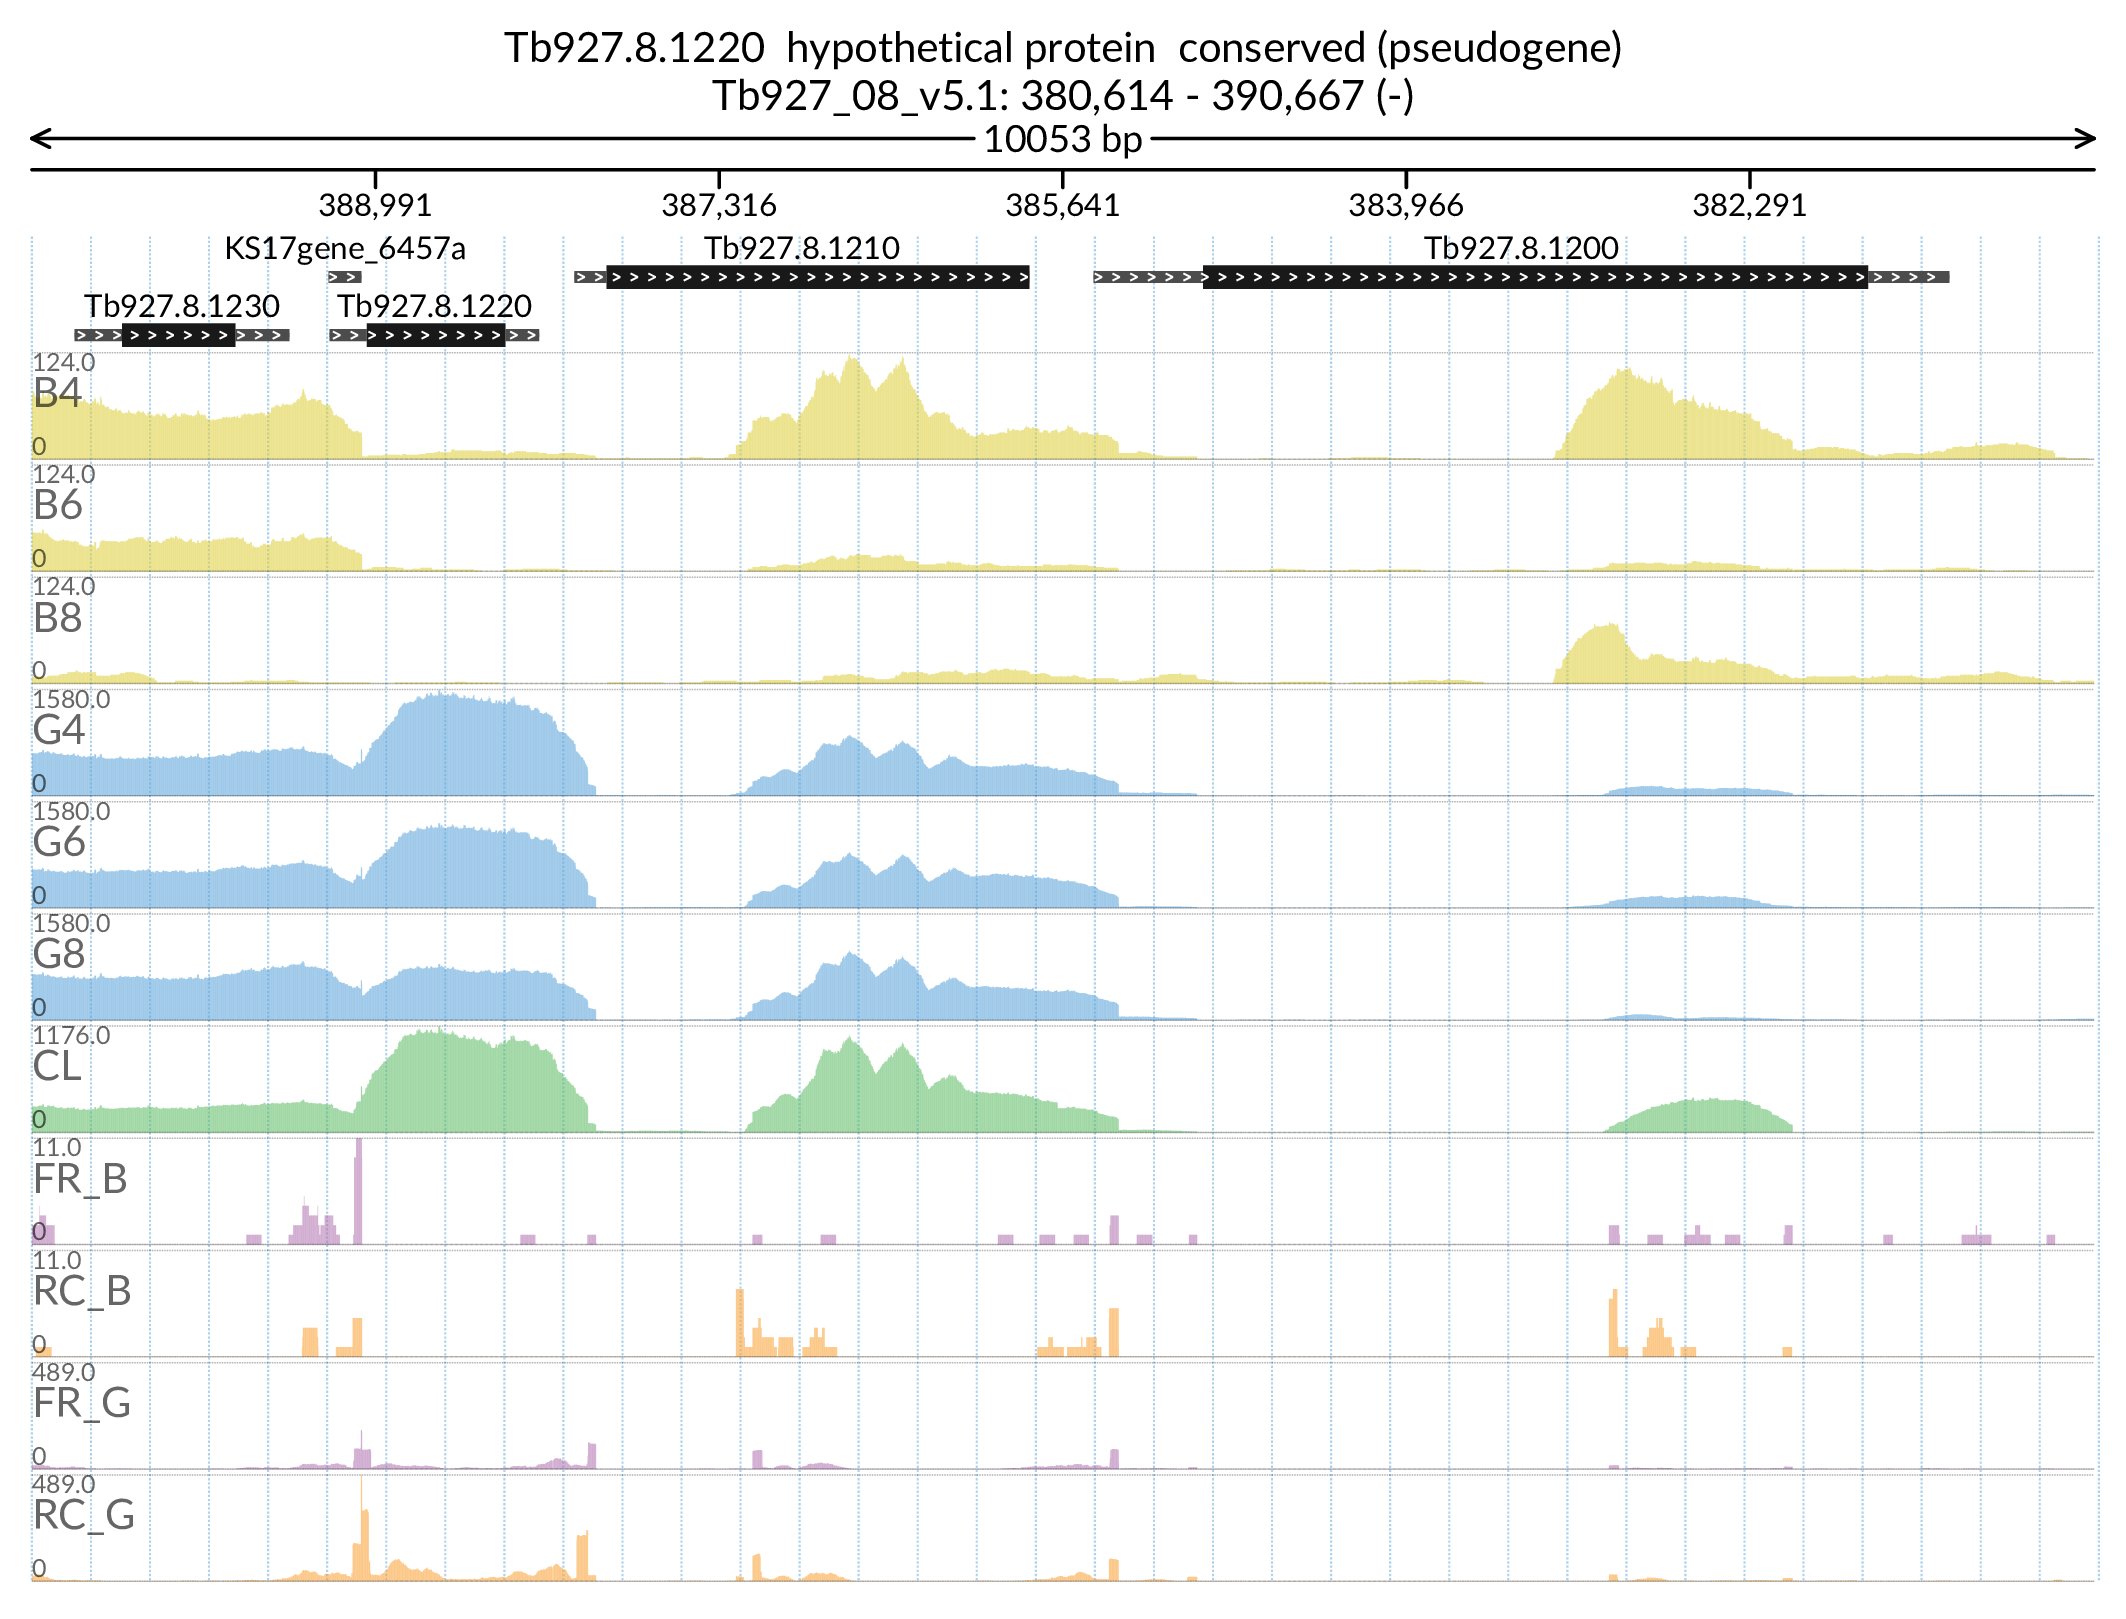 Tb927.8.1220  hypothetical protein  conserved (pseudogene)
Tb927_08_v5.1: 380,614 - 390,667 (-)
10053 bp
388,991 387,316 385,641 383,966 382,291
KS17gene_6457a Tb927.8.1210 Tb927.8.1200
Tb927.8.1230 Tb927.8.1220
124.0
B4
0
124.0
B6
0
124.0
B8
0
1580.0
G4
0
1580.0
G6
0
1580.0
G8
0
1176.0
CL
0
11.0
FR_B
0
11.0
RC_B
0
489.0
FR_G
0
489.0
RC_G
0